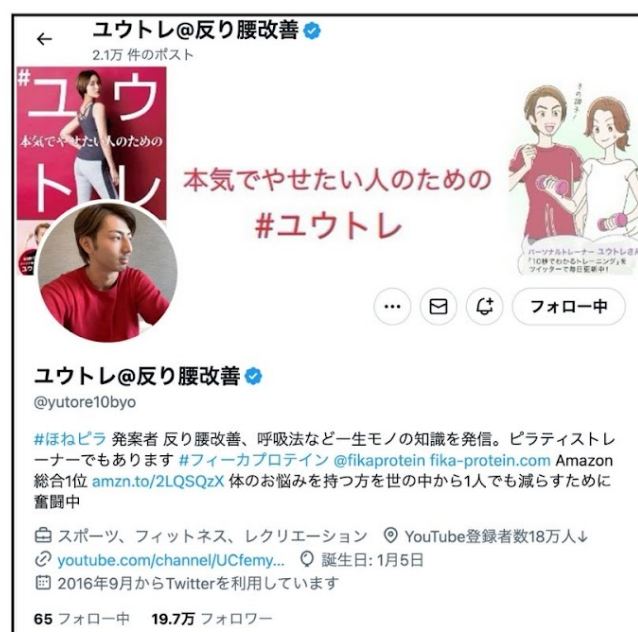 ユウトレ@反り腰改善
2.1万 件のポスト
#ユウ
本気でやせたい人のための
トレ
その調子!
本気でやせたい人のための
#ユウトレ
パーソナルトレーナー ユウトレさん
「10秒でわかるトレーニング」を
ツイッターで毎日更新中!
フォロー中
ユウトレ@反り腰改善
@yutore10byo
#ほねピラ 発案者 反り腰改善、呼吸法など一生モノの知識を発信。ピラティストレ
ーナーでもあります #フィーカプロテイン @fikaprotein fika-protein.com Amazon
総合1位 amzn.to/2LQSQzX 体のお悩みを持つ方を世の中から1人でも減らすために
奮闘中
スポーツ、フィットネス、レクリエーション YouTube登録者数18万人↓
youtube.com/channel/UCfemy... 誕生日: 1月5日
2016年9月からTwitterを利用しています
65 フォロー中 19.7万 フォロワー